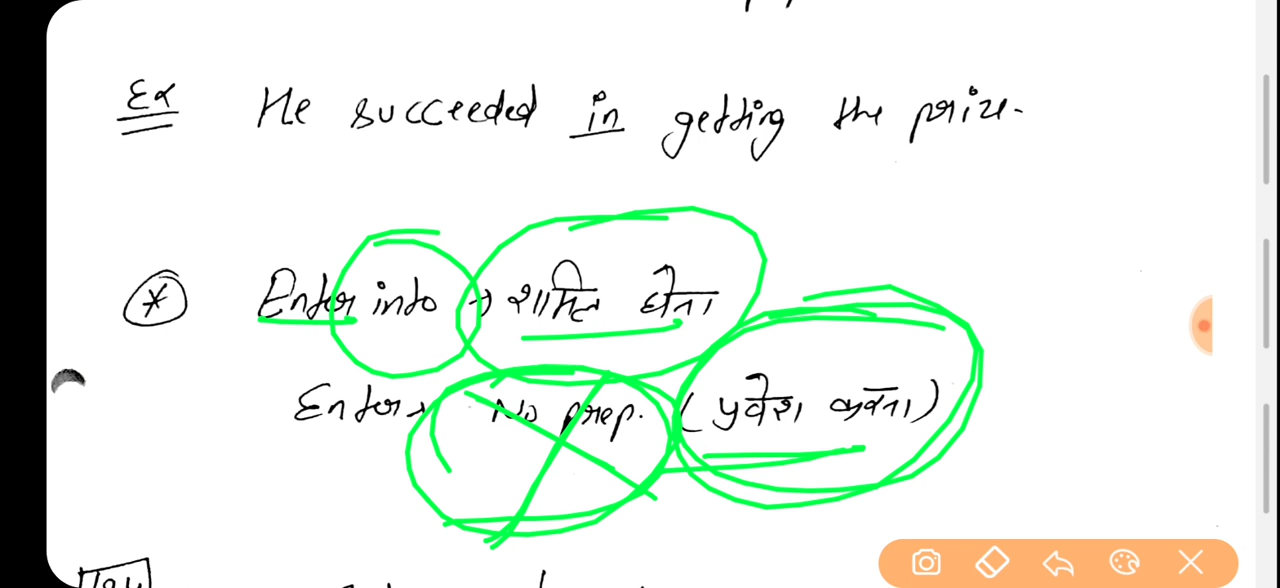 Ex He succeeded in getting the prize.
* Enter into → शामिल होना
Enter → No prep. (प्रवेश करना)